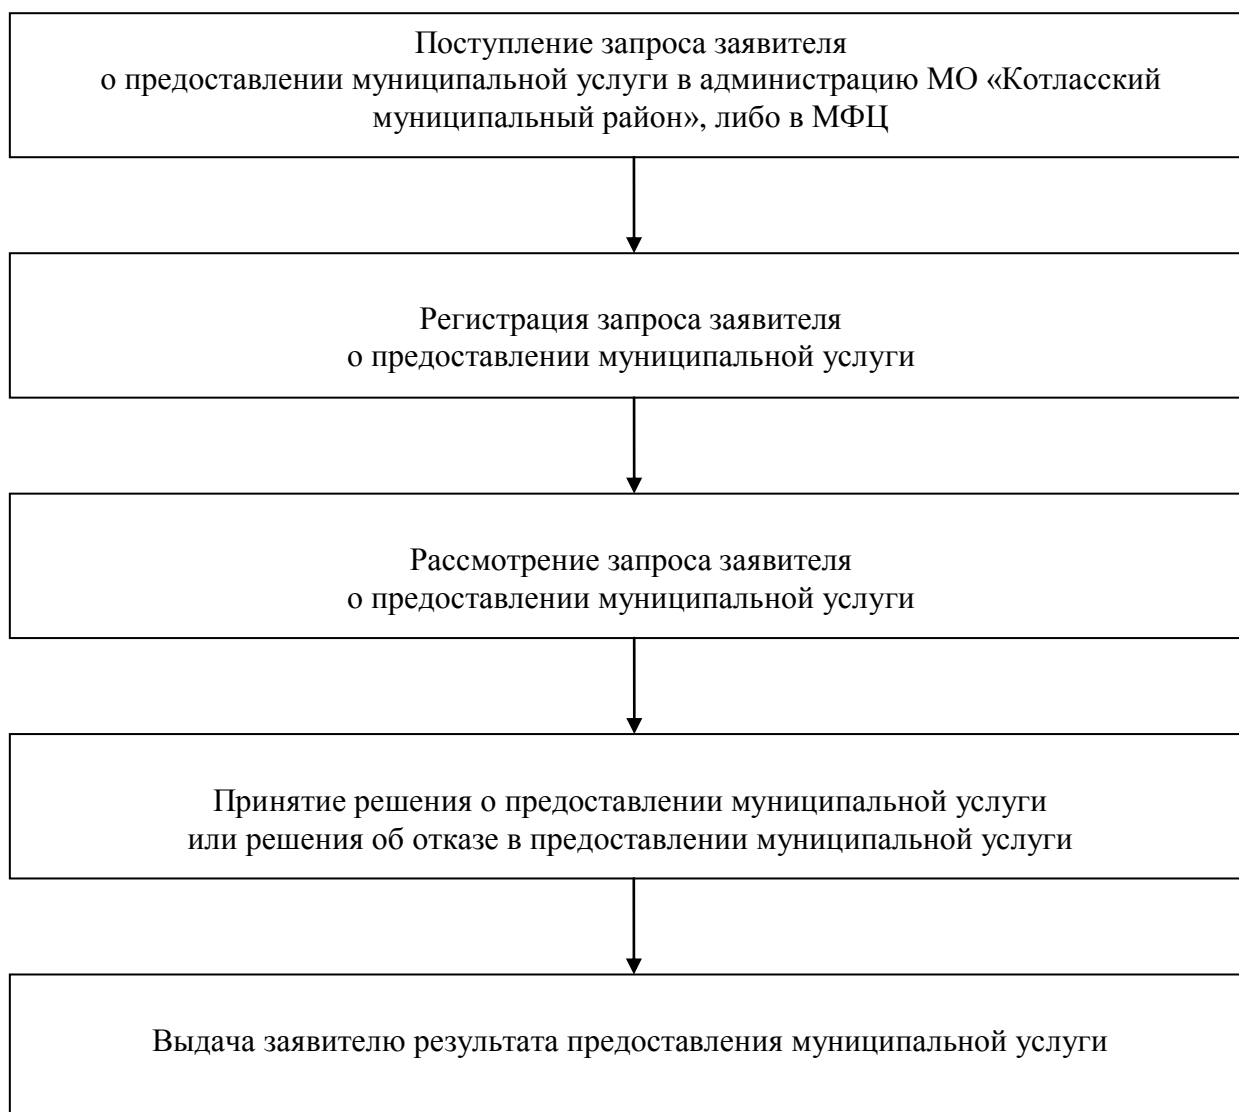 Поступление запроса заявителя
о предоставлении муниципальной услуги в администрацию МО «Котласский
муниципальный район», либо в МФЦ
Регистрация запроса заявителя
о предоставлении муниципальной услуги
Рассмотрение запроса заявителя
о предоставлении муниципальной услуги
Принятие решения о предоставлении муниципальной услуги
или решения об отказе в предоставлении муниципальной услуги
Выдача заявителю результата предоставления муниципальной услуги